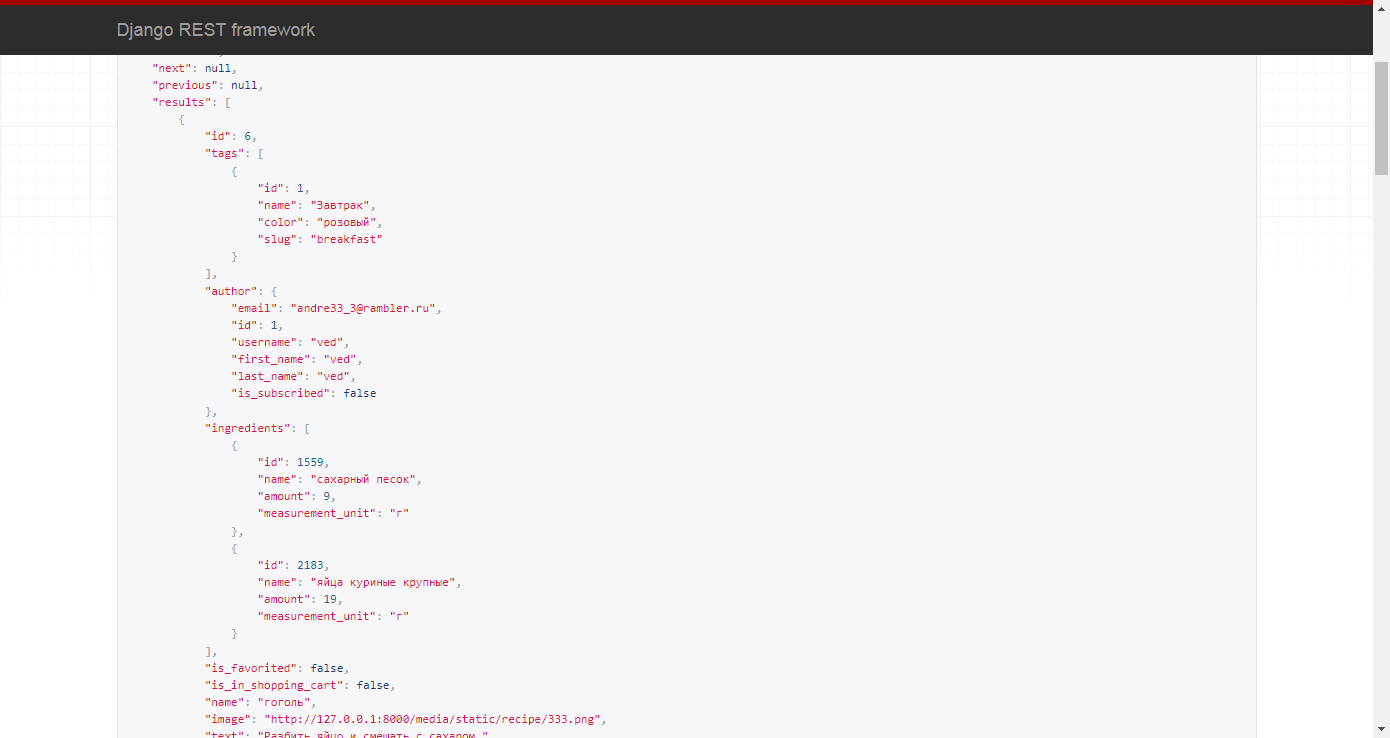 Django REST framework
"next": null,
"previous": null,
"results": [
{
"id": 6,
"tags": [
{
"id": 1,
"name": "Завтрак",
"color": "розовый",
"slug": "breakfast"
}
],
"author": {
"email": "andre33_3@rambler.ru",
"id": 1,
"username": "ved",
"first_name": "ved",
"last_name": "ved",
"is_subscribed": false
},
"ingredients": [
{
"id": 1559,
"name": "сахарный песок",
"amount": 9,
"measurement_unit": "г"
},
{
"id": 2183,
"name": "яйца куриные крупные",
"amount": 19,
"measurement_unit": "г"
}
],
"is_favorited": false,
"is_in_shopping_cart": false,
"name": "гоголь",
"image": "http://127.0.0.1:8000/media/static/recipe/333.png",
"text": "Разбить яйцо и смешать с сахаром."